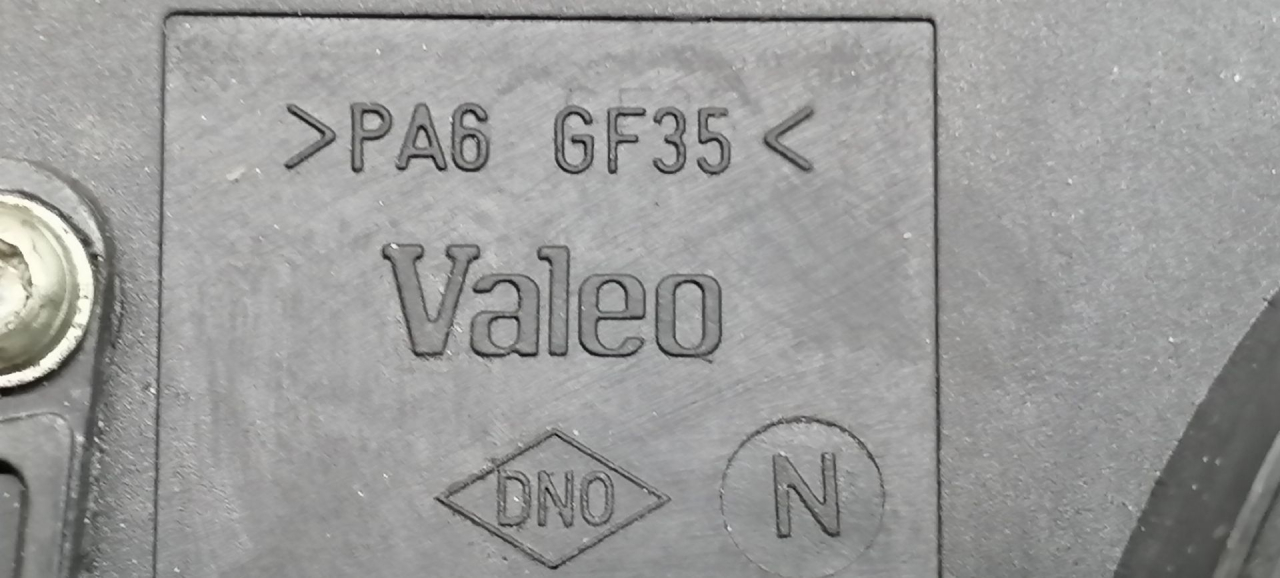 >PA6 GF35<
Valeo
DNO N